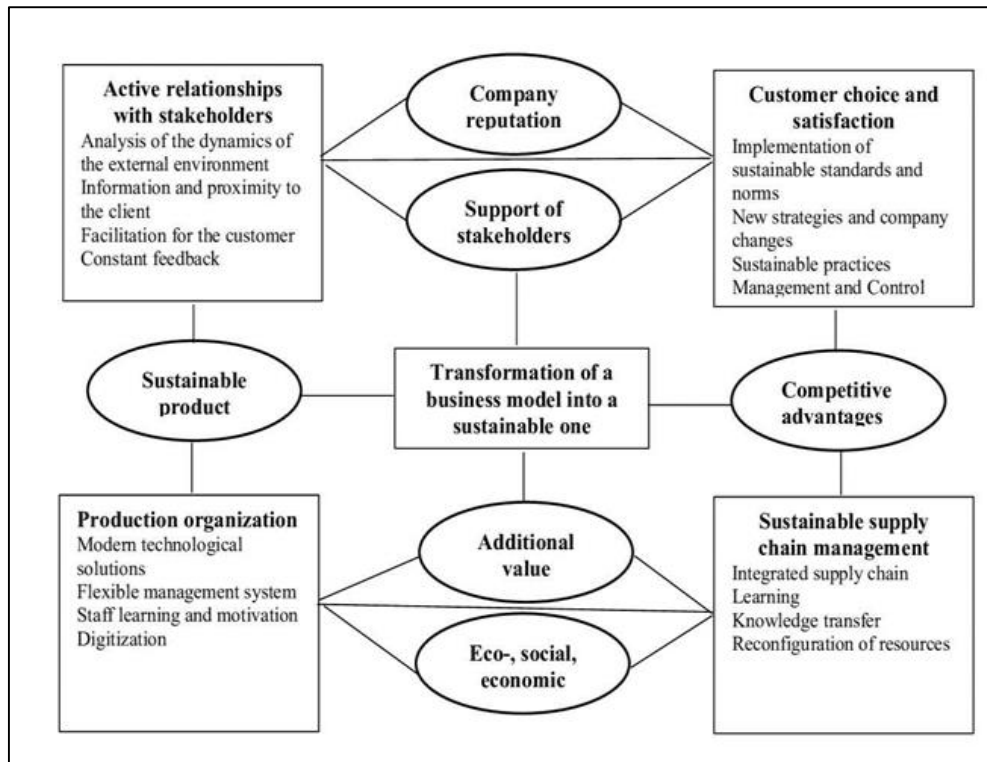 Active relationships
with stakeholders
Analysis of the dynamics of
the external environment
Information and proximity to
the client
Facilitation for the customer
Constant feedback
Company
reputation
Support of
stakeholders
Customer choice and
satisfaction
Implementation of
sustainable standards and
norms
New strategies and company
changes
Sustainable practices
Management and Control
Sustainable
product
Transformation of a
business model into a
sustainable one
Competitive
advantages
Production organization
Modern technological
solutions
Flexible management system
Staff learning and motivation
Digitization
Additional
value
Eco-, social,
economic
Sustainable supply
chain management
Integrated supply chain
Learning
Knowledge transfer
Reconfiguration of resources